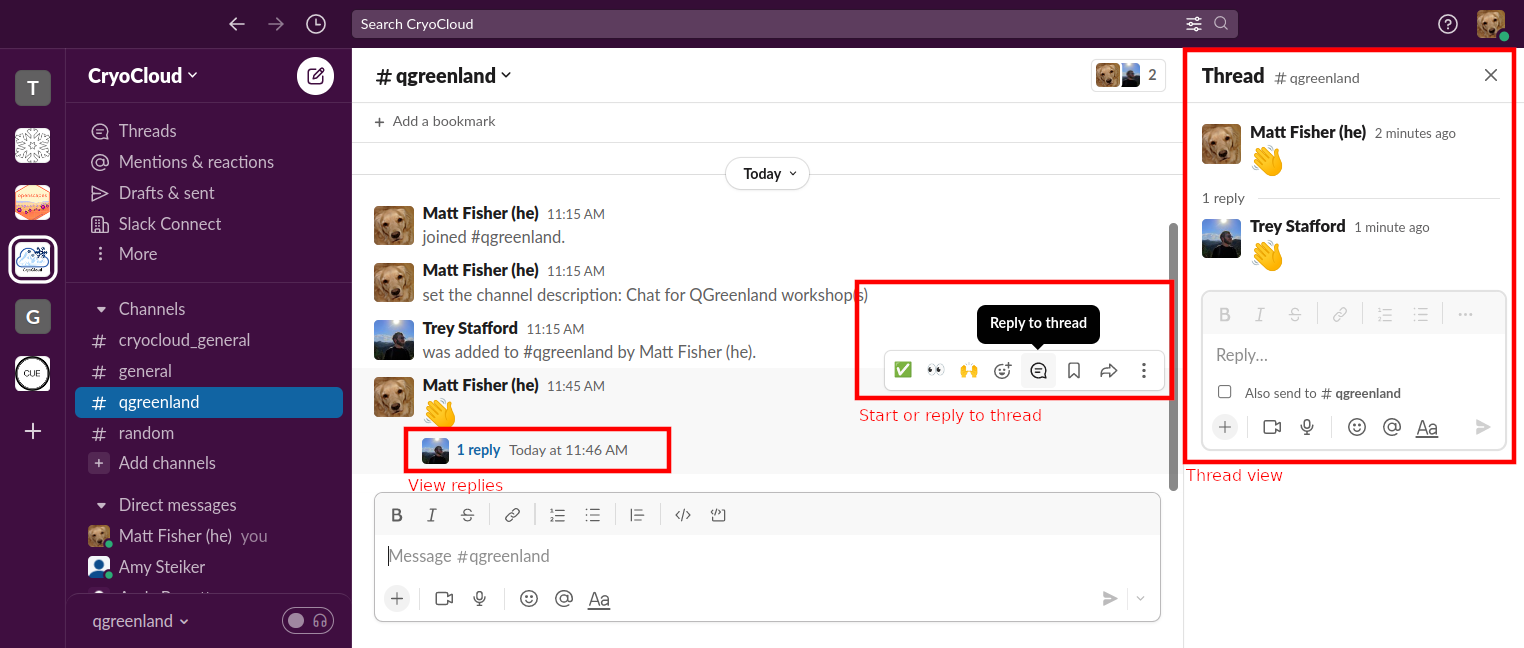 Search CryoCloud
T
openscapes
CryoCloud
G
CUE
CryoCloud
Threads
Mentions & reactions
Drafts & sent
Slack Connect
More
Channels
# cryocloud_general
# general
# qgreenland
# random
+ Add channels
Direct messages
Matt Fisher (he) you
Amy Steiker
qgreenland
# qgreenland
2
+ Add a bookmark
Today
Matt Fisher (he) 11:15 AM
joined #qgreenland.
Matt Fisher (he) 11:15 AM
set the channel description: Chat for QGreenland workshop(s)
Trey Stafford 11:15 AM
was added to #qgreenland by Matt Fisher (he).
Reply to thread
Matt Fisher (he) 11:45 AM
Start or reply to thread
1 reply Today at 11:46 AM
View replies
B I S
Message #qgreenland
+ @ Aa
Thread # qgreenland
Matt Fisher (he) 2 minutes ago
1 reply
Trey Stafford 1 minute ago
B I S
Reply...
Also send to # qgreenland
+ @ Aa
Thread view